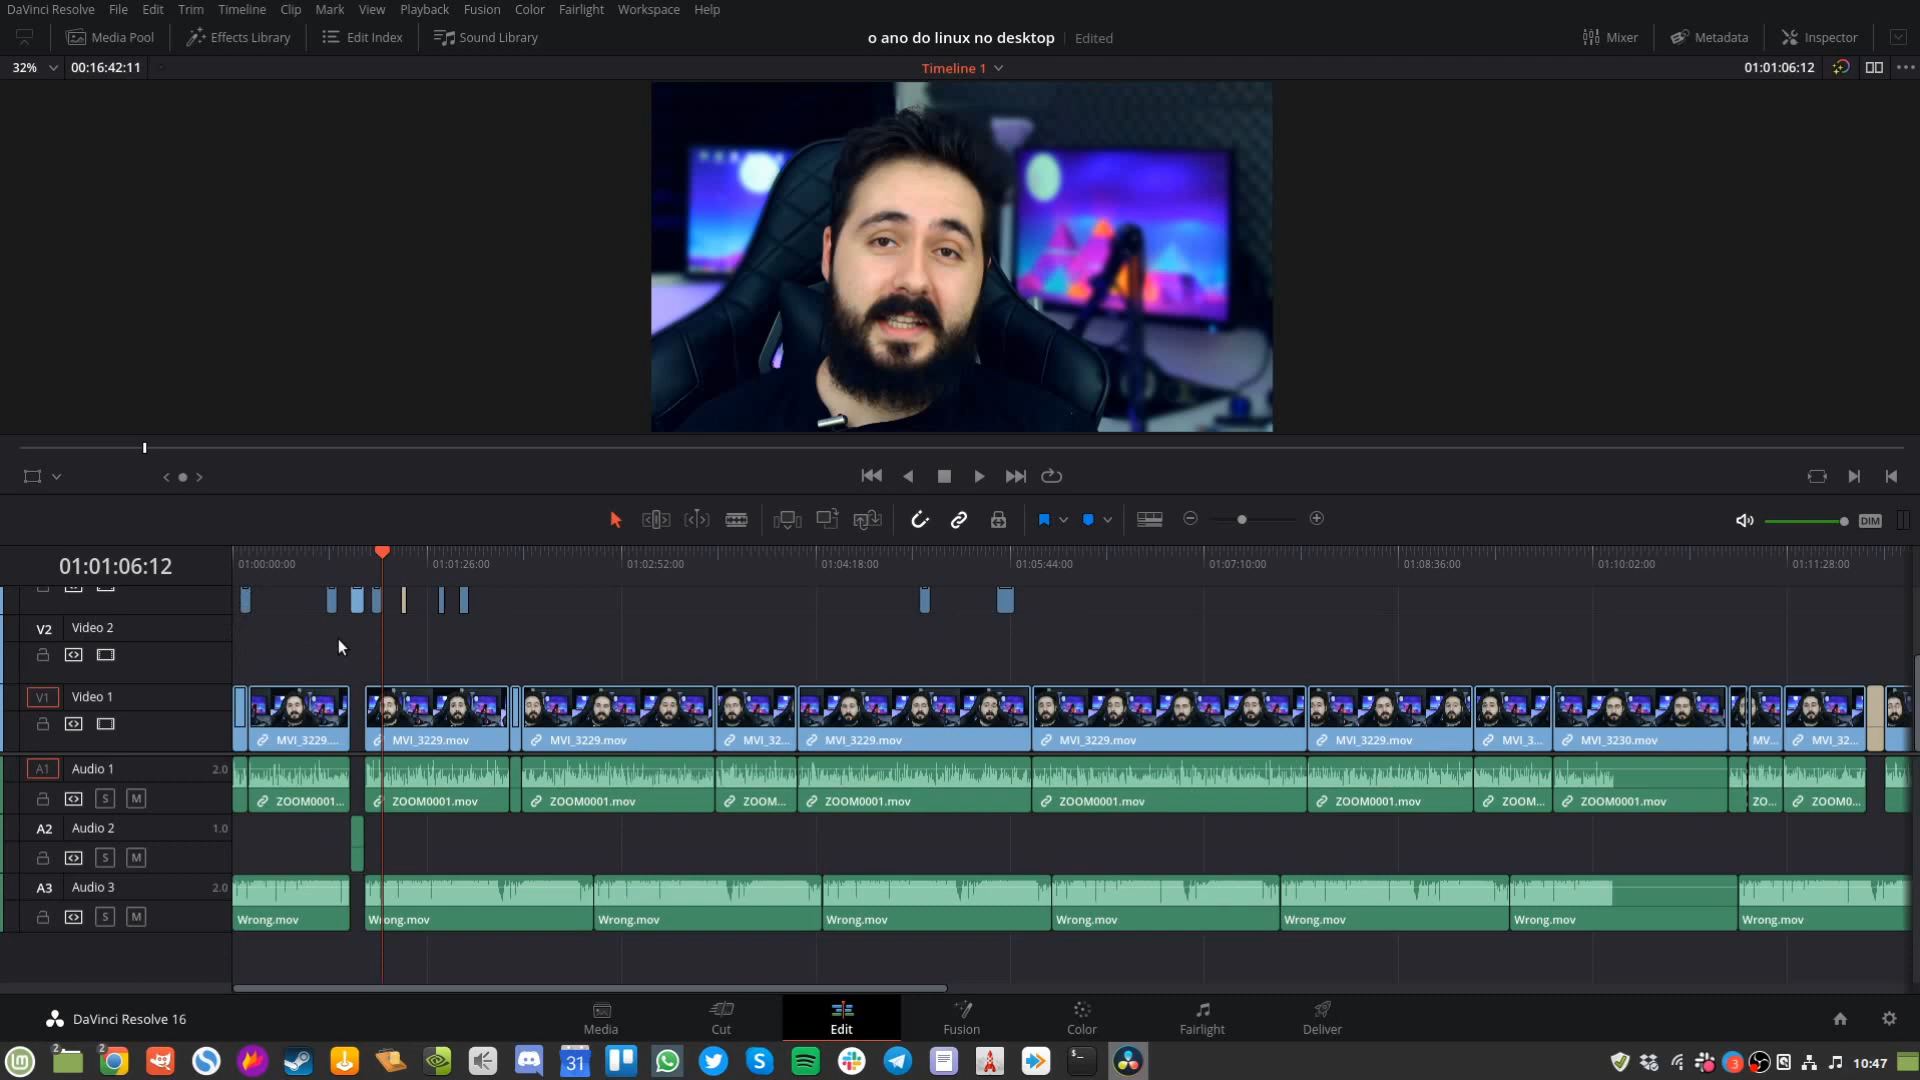 DaVinci Resolve File Edit Trim Timeline Clip Mark View Playback Fusion Color Fairlight Workspace Help
Media Pool Effects Library Edit Index Sound Library o ano do linux no desktop Edited Mixer Metadata Inspector
32% 00:16:42:11 Timeline 1 01:01:06:12
DIM
01:01:06:12 01:00:00:00 01:01:26:00 01:02:52:00 01:04:18:00 01:05:44:00 01:07:10:00 01:08:36:00 01:10:02:00 01:11:28:00
V2 Video 2
V1 Video 1
MVI_3229.... MVI_3229.mov MVI_3229.mov MVI_32... MVI_3229.mov MVI_3229.mov MVI_3229.mov MVI_3... MVI_3230.mov MV... MVI_32...
A1 Audio 1 2.0
S M ZOOM0001... ZOOM0001.mov ZOOM0001.mov ZOOM... ZOOM0001.mov ZOOM0001.mov ZOOM0001.mov ZOOM... ZOOM0001.mov ZO... ZOOM0...
A2 Audio 2 1.0
S M
A3 Audio 3 2.0
S M Wrong.mov Wrong.mov Wrong.mov Wrong.mov Wrong.mov Wrong.mov Wrong.mov Wrong.mov
DaVinci Resolve 16 Media Cut Edit Fusion Color Fairlight Deliver
2 2 31 3 10:47